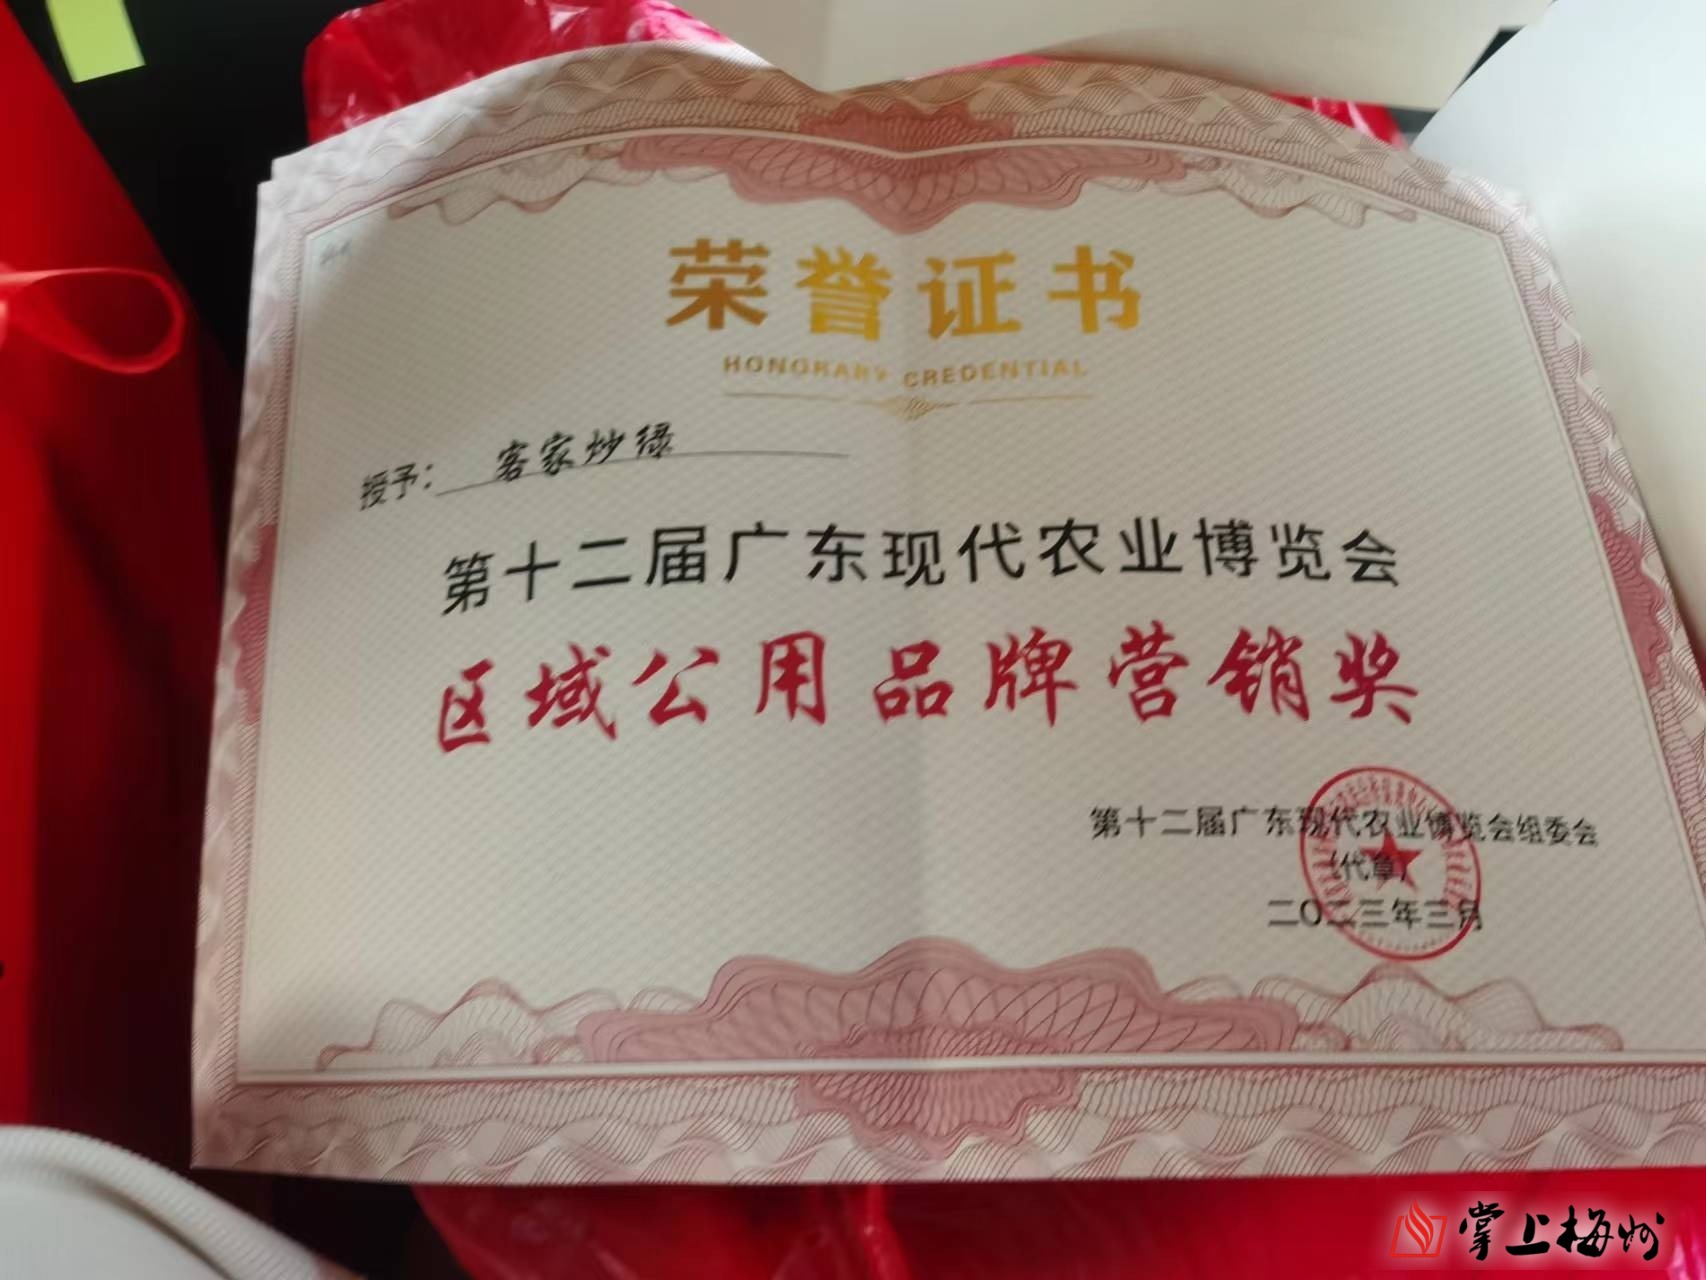 荣誉证书
HONORARY CREDENTIAL
授予：客家炒绿
第十二届广东现代农业博览会
区域公用品牌营销奖
第十二届广东现代农业博览会组委会
（代章）
二〇二三年三月
掌上梅州